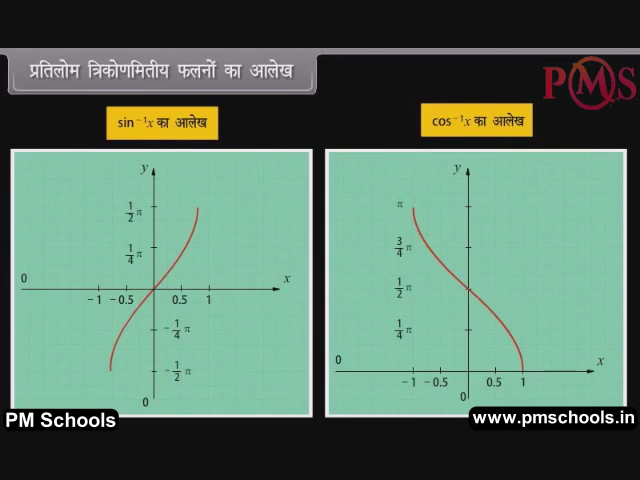 प्रतिलोम त्रिकोणमितीय फलनों का आलेख
PMS
sin⁻¹x का आलेख
cos⁻¹x का आलेख
y
1/2 π
1/4 π
0
x
-1 -0.5 0.5 1
-1/4 π
-1/2 π
0
y
π
3/4 π
1/2 π
1/4 π
0
x
-1 -0.5 0.5 1
0
PM Schools
www.pmschools.in